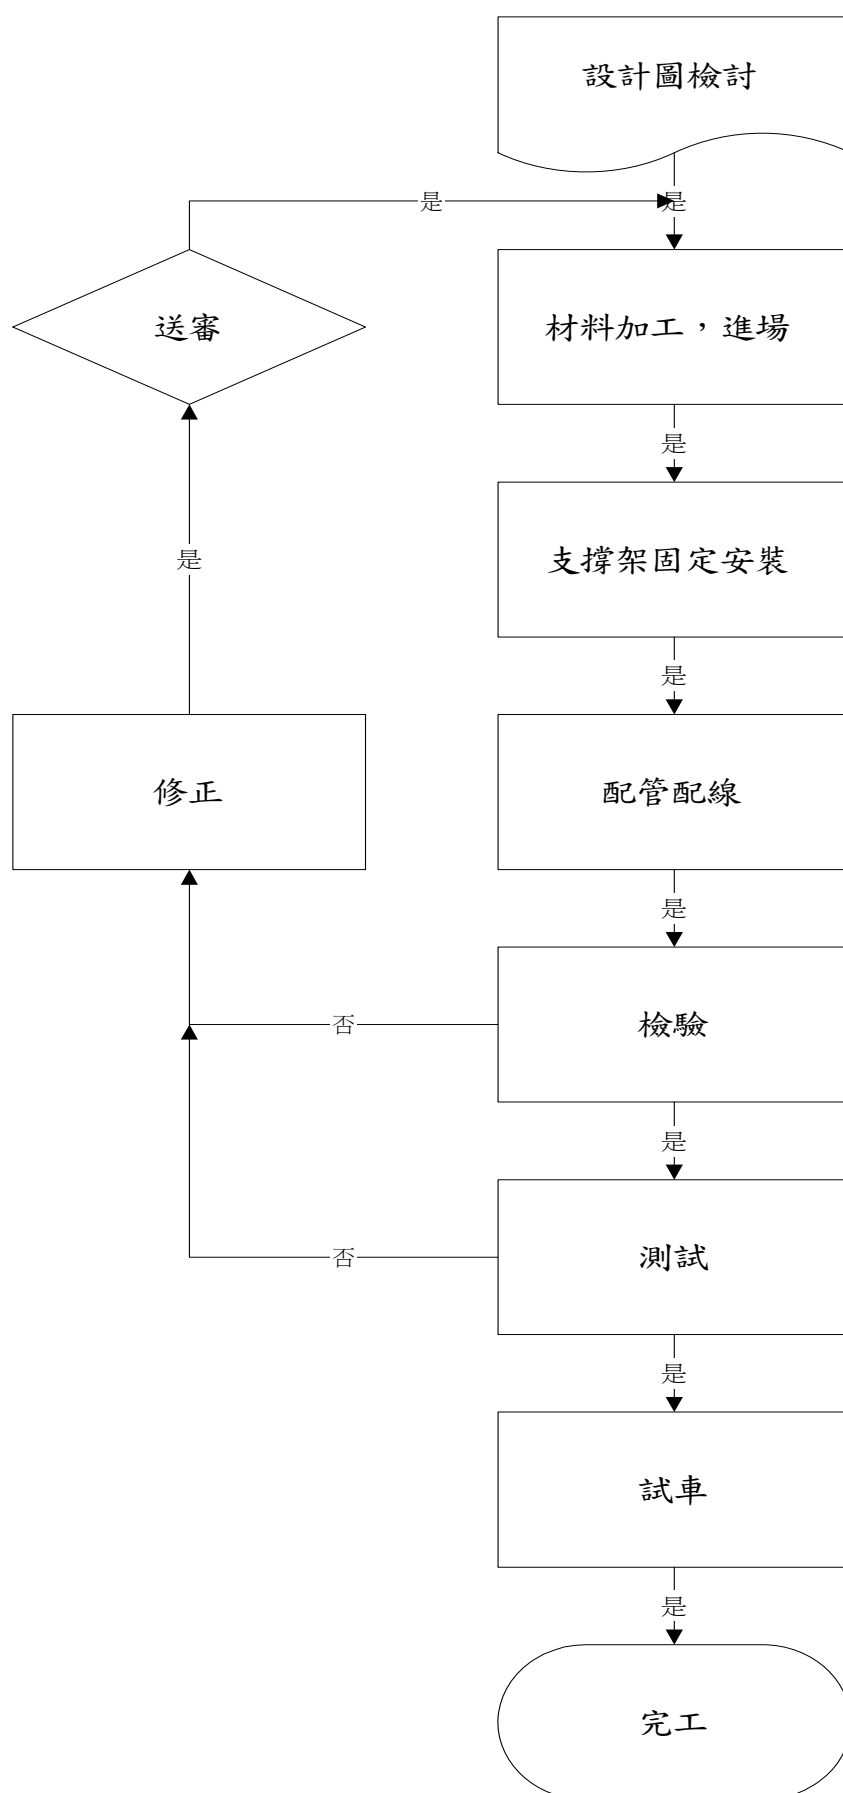 設計圖檢討
是
是
送審
材料加工，進場
是
支撐架固定安裝
是
是
修正
配管配線
是
檢驗
否
是
測試
否
是
試車
是
完工